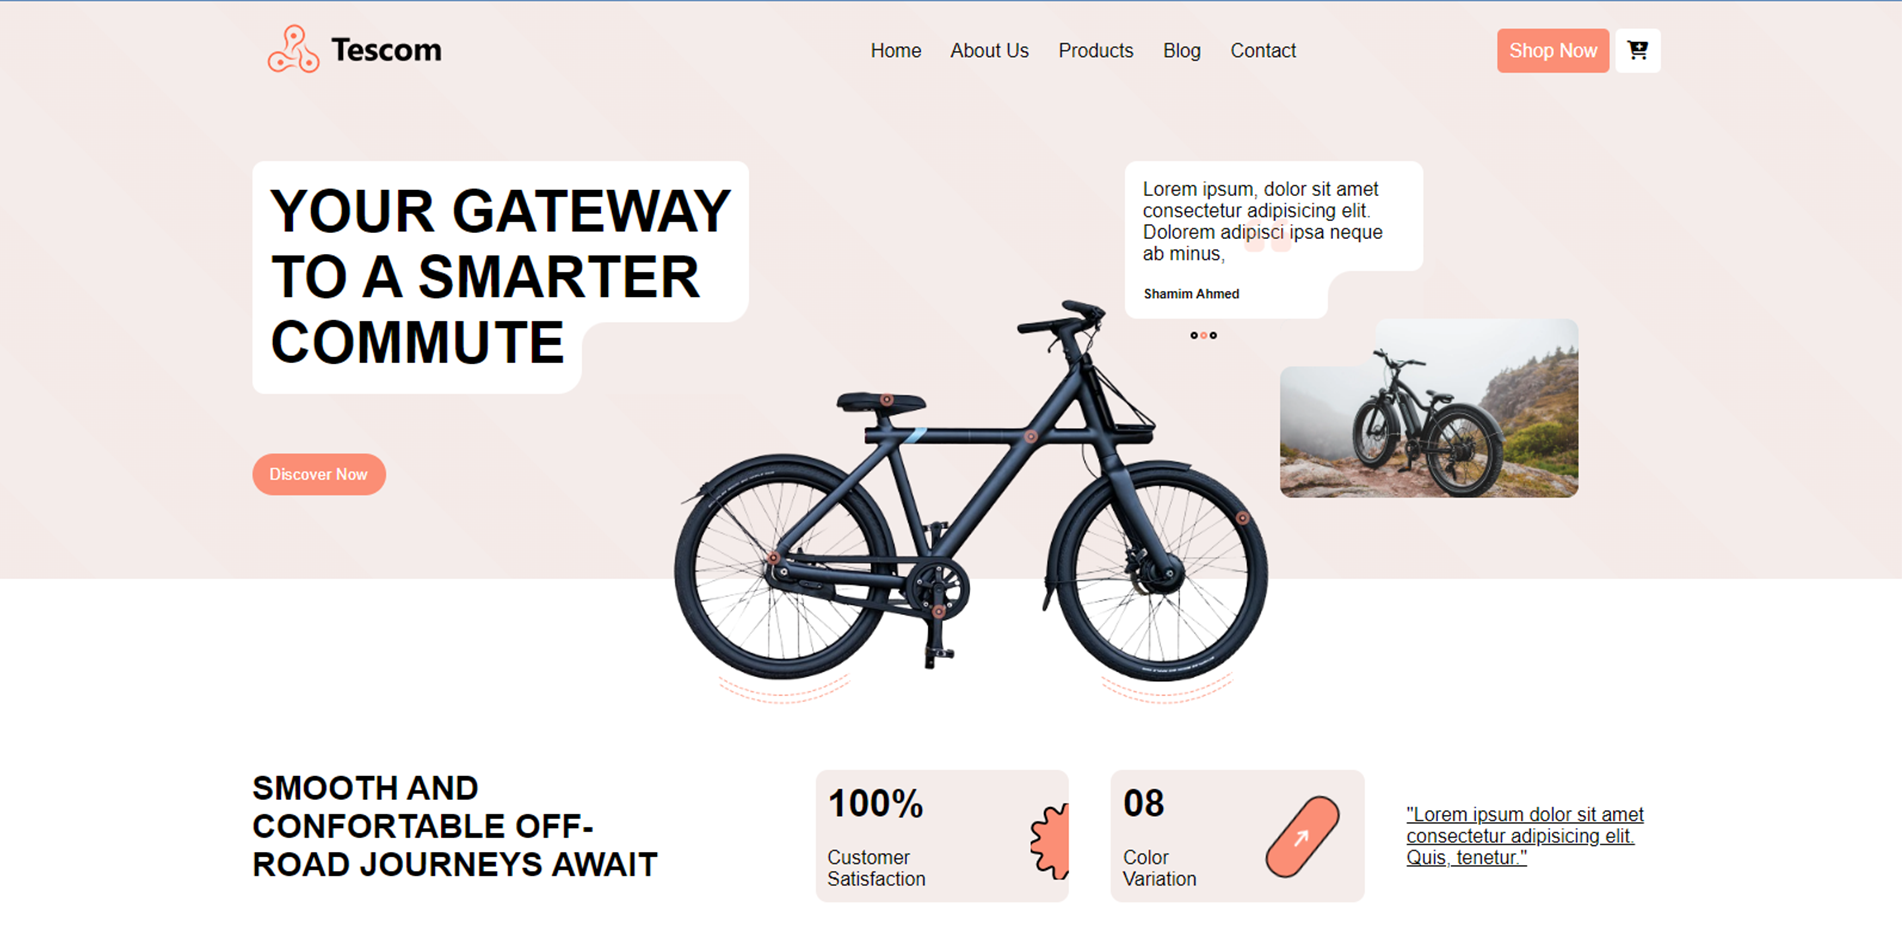 Tescom
Home
About Us
Products
Blog
Contact
Shop Now
YOUR GATEWAY
TO A SMARTER
COMMUTE
Lorem ipsum, dolor sit amet
consectetur adipisicing elit.
Dolorem adipisci ipsa neque
ab minus,
Shamim Ahmed
Discover Now
SMOOTH AND
CONFORTABLE OFF-
ROAD JOURNEYS AWAIT
100%
Customer
Satisfaction
08
Color
Variation
"Lorem ipsum dolor sit amet
consectetur adipisicing elit.
Quis, tenetur."